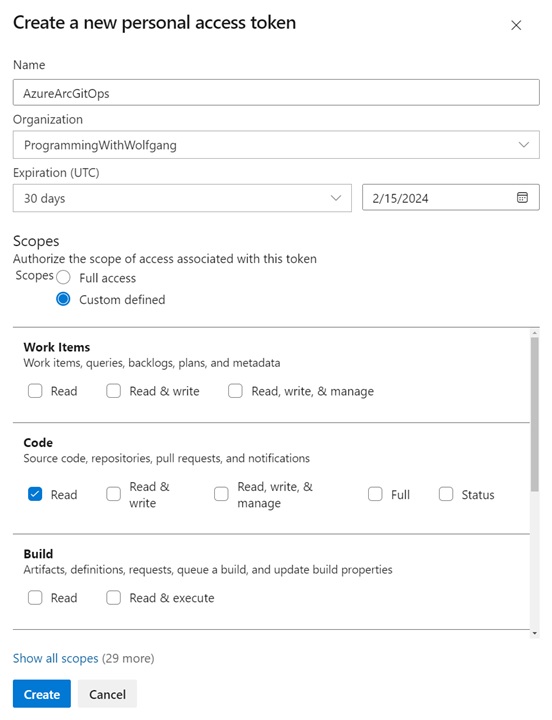 Create a new personal access token
Name
AzureArcGitOps
Organization
ProgrammingWithWolfgang
Expiration (UTC)
30 days
2/15/2024
Scopes
Authorize the scope of access associated with this token
Scopes
Full access
Custom defined
Work Items
Work items, queries, backlogs, plans, and metadata
Read
Read & write
Read, write, & manage
Code
Source code, repositories, pull requests, and notifications
Read
Read &
write
Read, write, &
manage
Full
Status
Build
Artifacts, definitions, requests, queue a build, and update build properties
Read
Read & execute
Show all scopes (29 more)
Create
Cancel